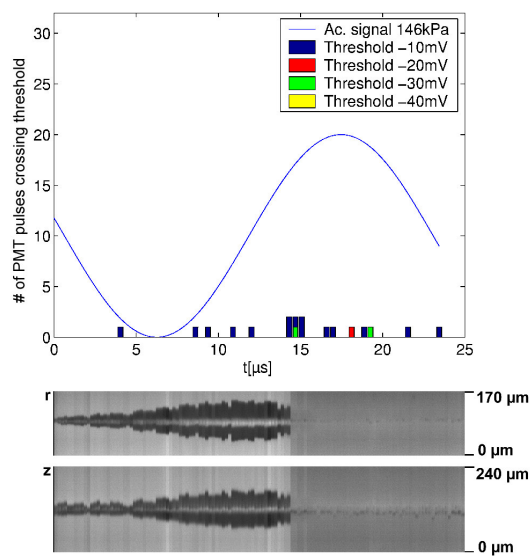 30
25
20
15
10
5
0
# of PMT pulses crossing threshold
Ac. signal 146kPa
Threshold −10mV
Threshold −20mV
Threshold −30mV
Threshold −40mV
0 5 10 15 20 25
t[µs]
r
170 µm
0 µm
z
240 µm
0 µm